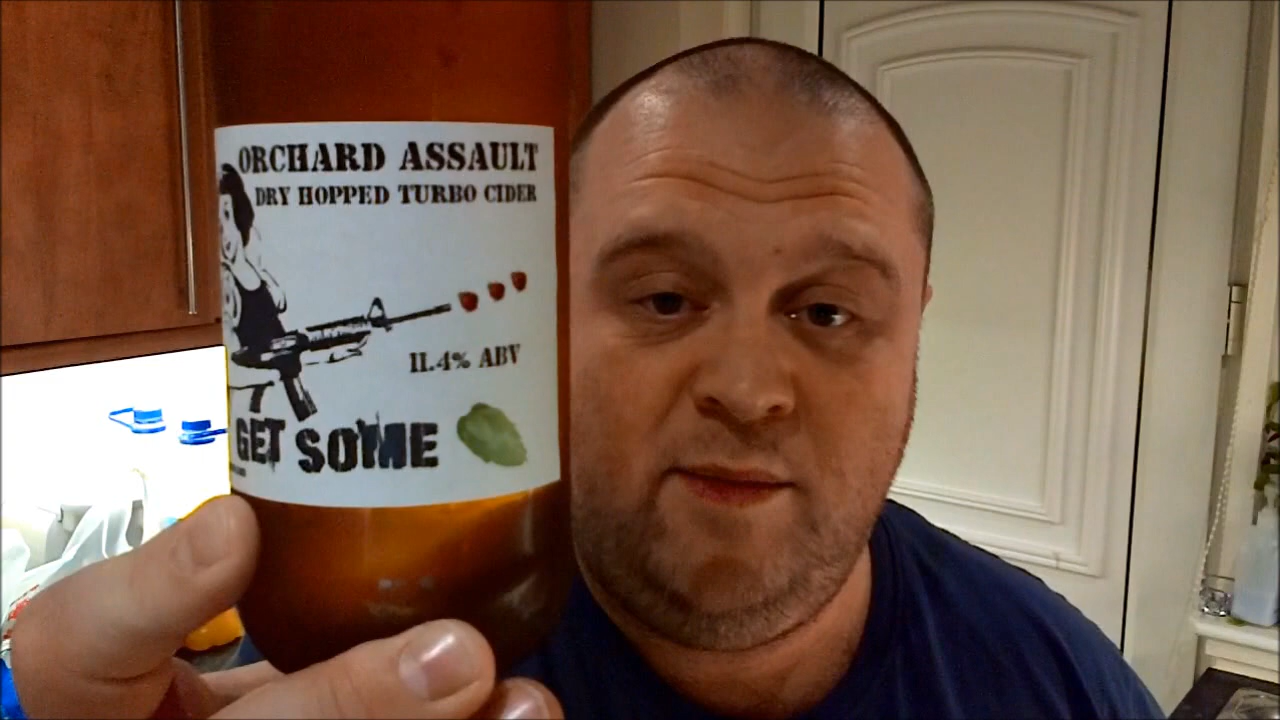 ORCHARD ASSAULT
DRY HOPPED TURBO CIDER
11.4% ABV
GET SOME